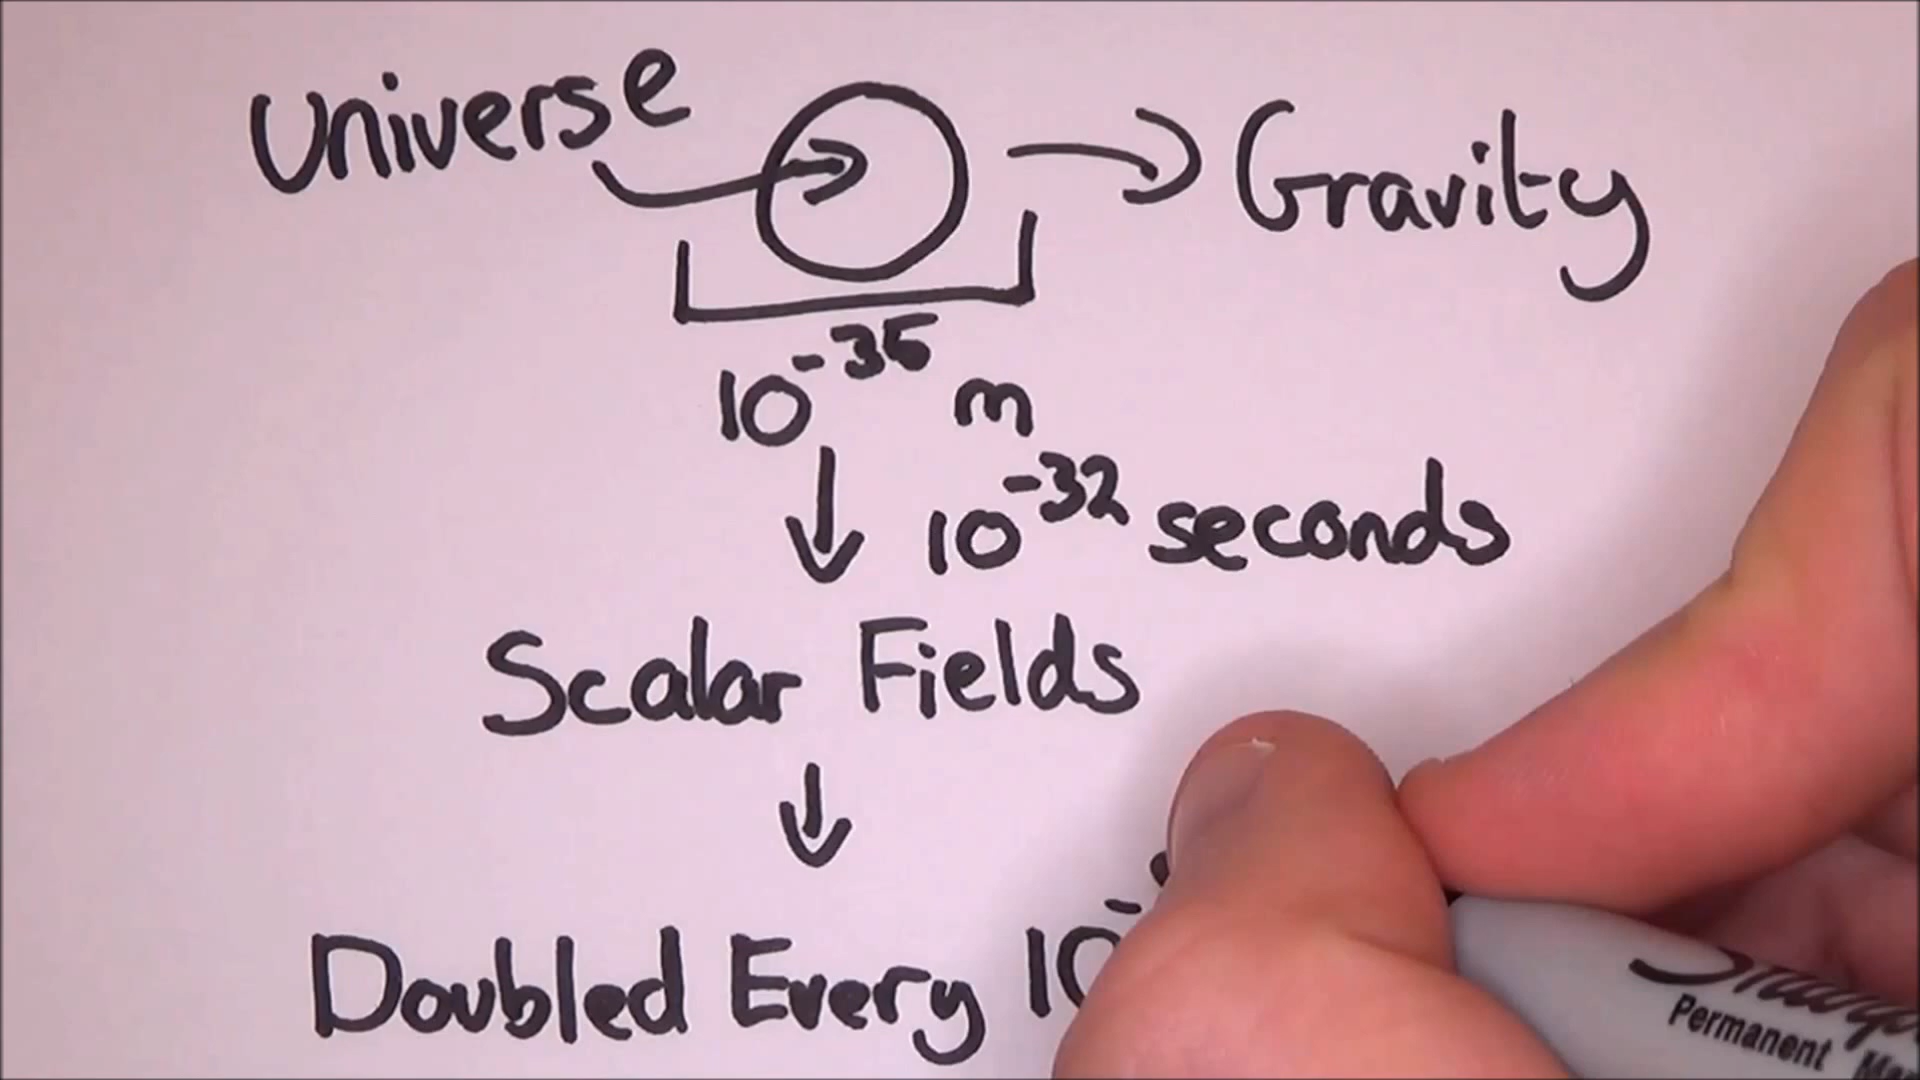 Universe → Gravity
10⁻³⁵ m
10⁻³² seconds
Scalar Fields
Doubled Every 10⁻
Permanent